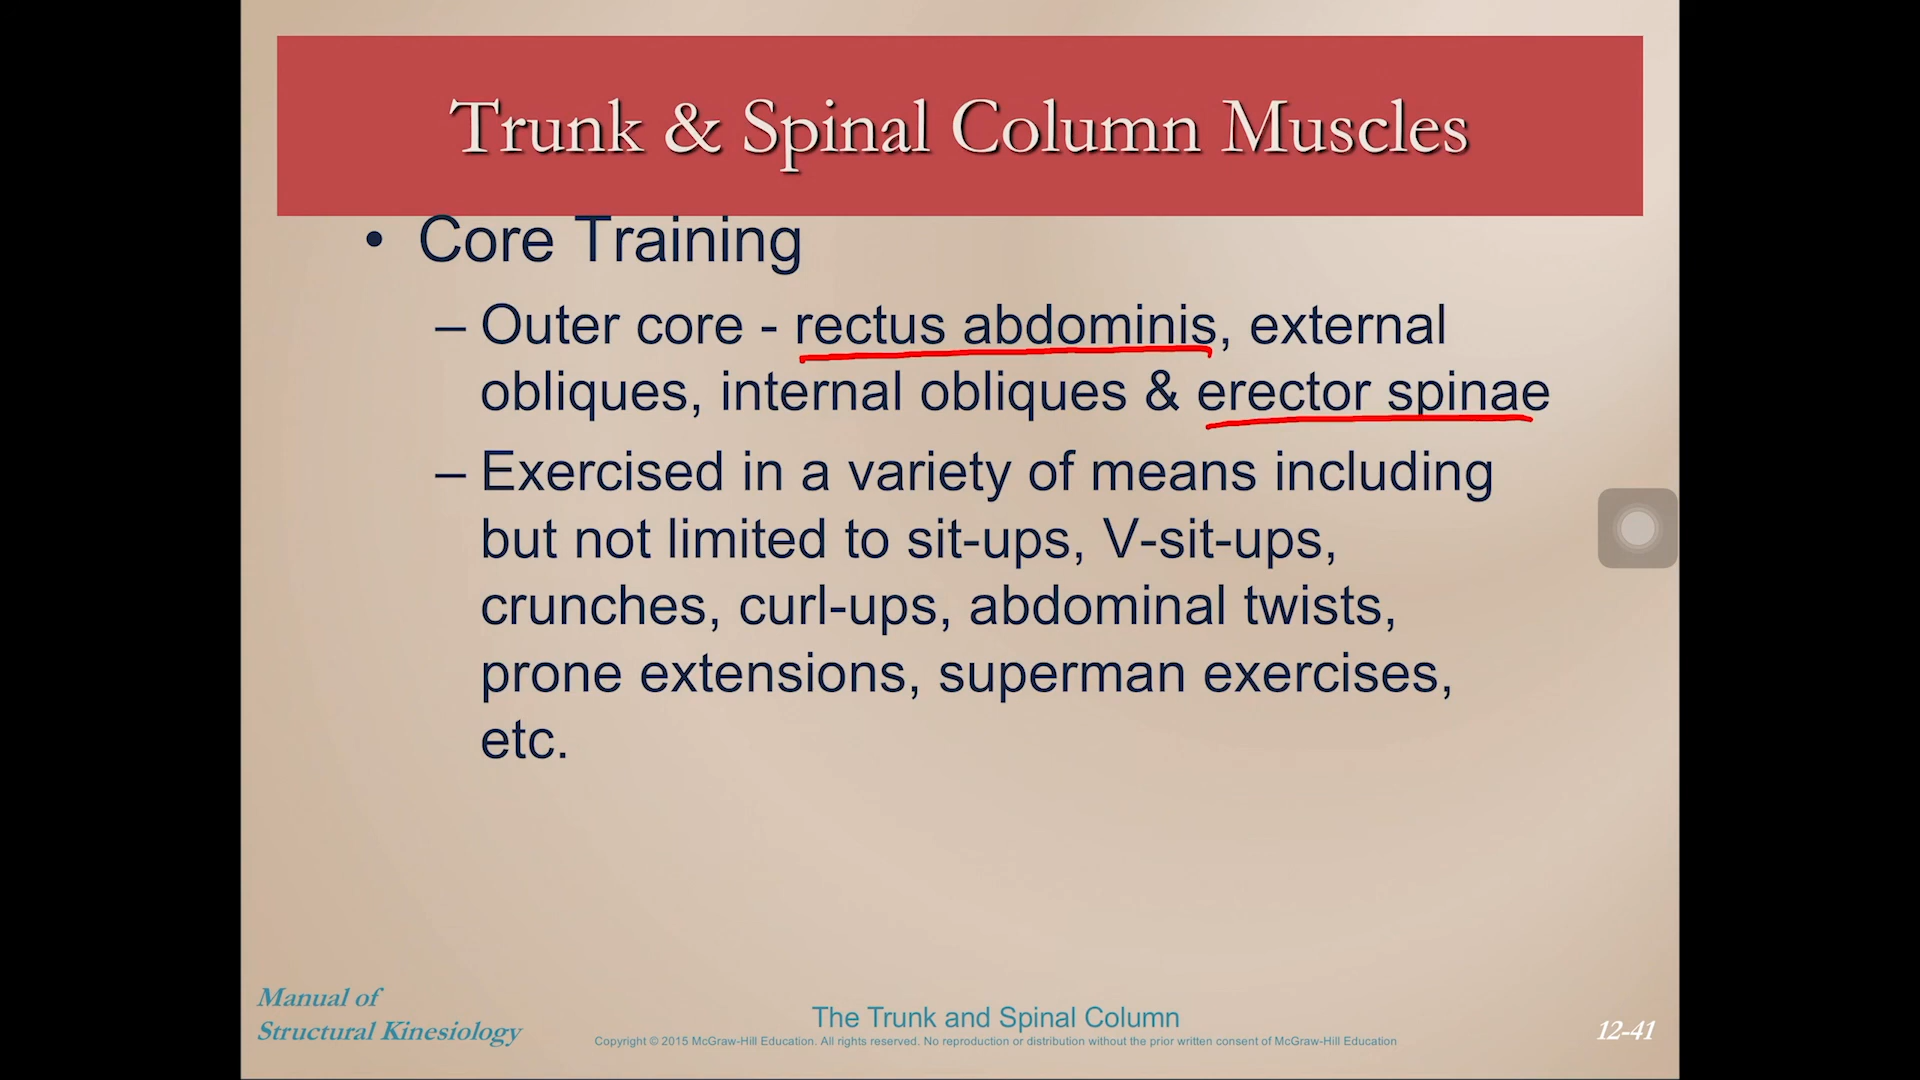 Trunk & Spinal Column Muscles
• Core Training
– Outer core - rectus abdominis, external
obliques, internal obliques & erector spinae
– Exercised in a variety of means including
but not limited to sit-ups, V-sit-ups,
crunches, curl-ups, abdominal twists,
prone extensions, superman exercises,
etc.
Manual of
Structural Kinesiology
The Trunk and Spinal Column
Copyright © 2015 McGraw-Hill Education. All rights reserved. No reproduction or distribution without the prior written consent of McGraw-Hill Education
12-41